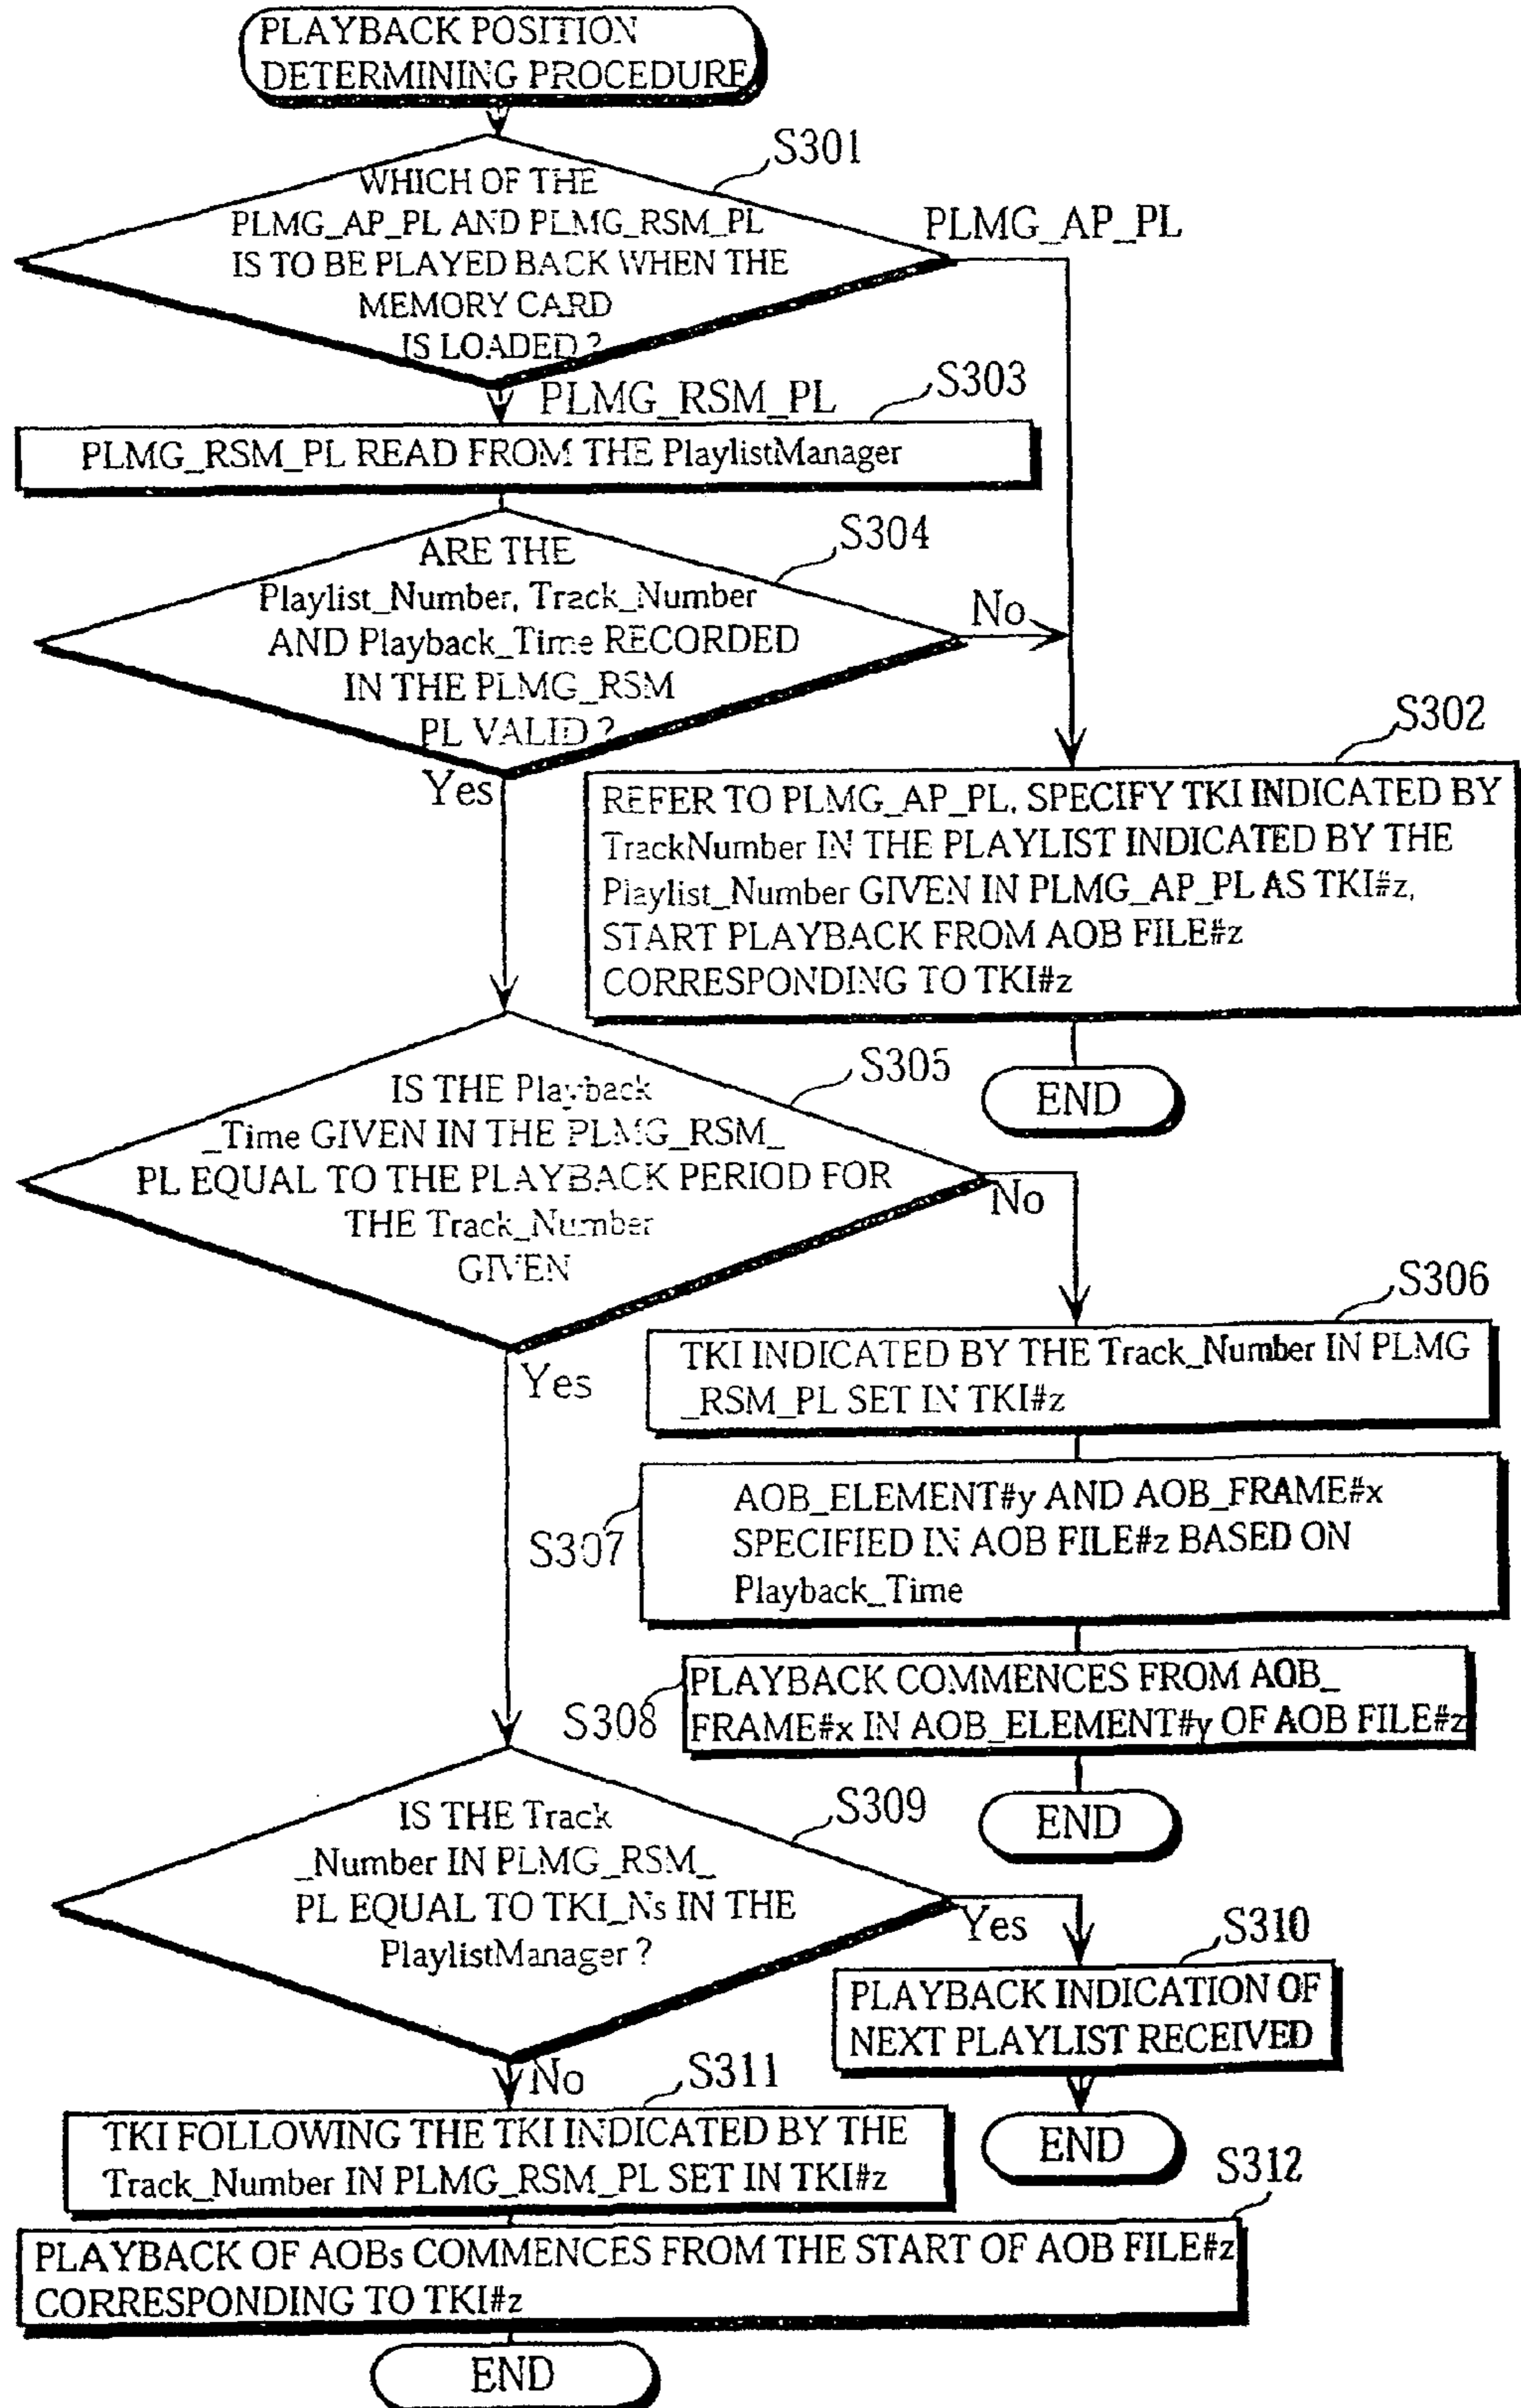 PLAYBACK POSITION
DETERMINING PROCEDURE
S301
WHICH OF THE
PLMG_AP_PL AND PLMG_RSM_PL
IS TO BE PLAYED BACK WHEN THE
MEMORY CARD
IS LOADED ?
PLMG_AP_PL
PLMG_RSM_PL
S303
PLMG_RSM_PL READ FROM THE PlaylistManager
S304
ARE THE
Playlist_Number, Track_Number
AND Playback_Time RECORDED
IN THE PLMG_RSM
PL VALID ?
No
Yes
S302
REFER TO PLMG_AP_PL, SPECIFY TKI INDICATED BY
TrackNumber IN THE PLAYLIST INDICATED BY THE
Playlist_Number GIVEN IN PLMG_AP_PL AS TKI#z,
START PLAYBACK FROM AOB FILE#z
CORRESPONDING TO TKI#z
END
S305
IS THE Playback
_Time GIVEN IN THE PLMG_RSM_
PL EQUAL TO THE PLAYBACK PERIOD FOR
THE Track_Number
GIVEN
No
Yes
S306
TKI INDICATED BY THE Track_Number IN PLMG
_RSM_PL SET IN TKI#z
S307
AOB_ELEMENT#y AND AOB_FRAME#x
SPECIFIED IN AOB FILE#z BASED ON
Playback_Time
S308
PLAYBACK COMMENCES FROM AOB_
FRAME#x IN AOB_ELEMENT#y OF AOB FILE#z
END
S309
IS THE Track
_Number IN PLMG_RSM_
PL EQUAL TO TKI_Ns IN THE
PlaylistManager ?
Yes
S310
PLAYBACK INDICATION OF
NEXT PLAYLIST RECEIVED
END
No
S311
TKI FOLLOWING THE TKI INDICATED BY THE
Track_Number IN PLMG_RSM_PL SET IN TKI#z
S312
PLAYBACK OF AOBs COMMENCES FROM THE START OF AOB FILE#z
CORRESPONDING TO TKI#z
END